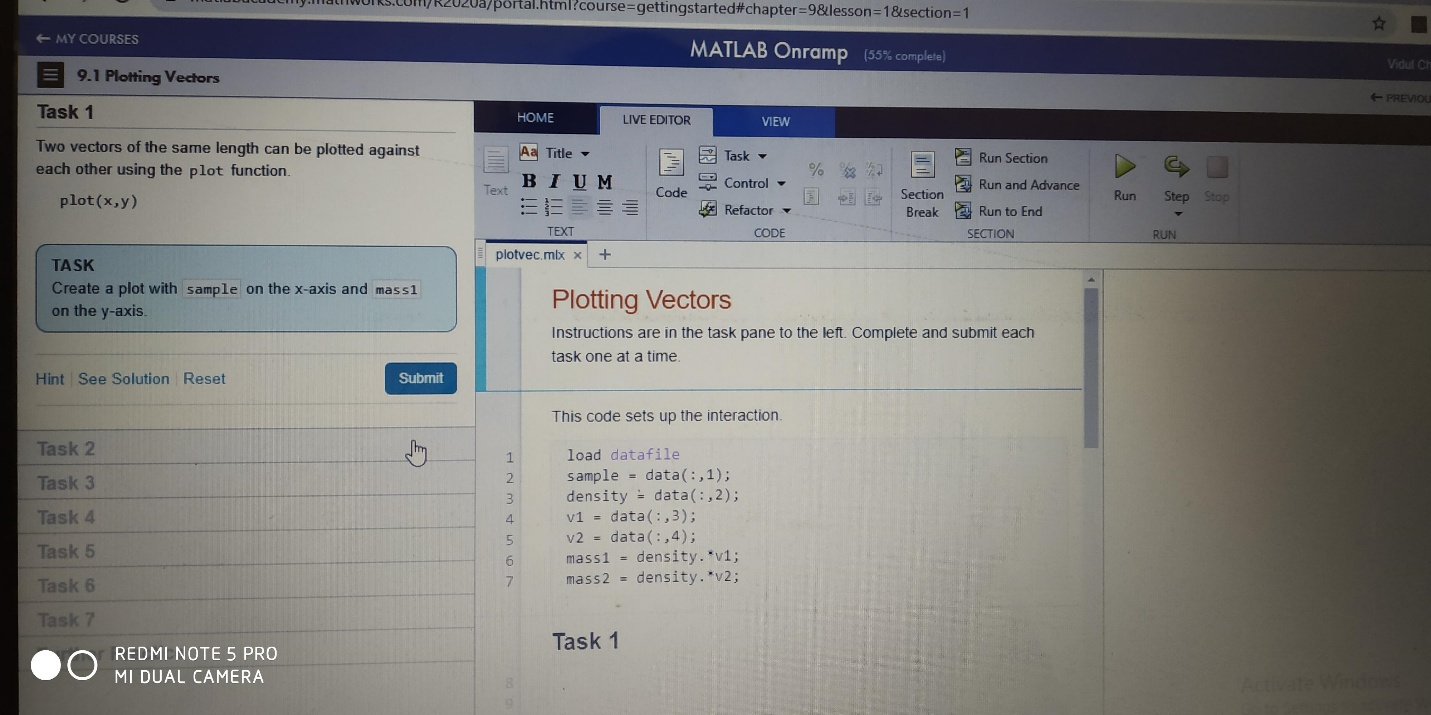 matlabacademy.mathworks.com/R2020a/portal.html?course=gettingstarted#chapter=9&lesson=1&section=1
← MY COURSES
MATLAB Onramp (55% complete)
9.1 Plotting Vectors
← PREVIOU
Task 1
Two vectors of the same length can be plotted against
each other using the plot function.
plot(x,y)
TASK
Create a plot with sample on the x-axis and mass1
on the y-axis.
Hint See Solution Reset
Submit
Task 2
Task 3
Task 4
Task 5
Task 6
Task 7
HOME LIVE EDITOR VIEW
Text
Aa Title
B I U M
TEXT
Code
Task
Control
Refactor
CODE
Section
Break
Run Section
Run and Advance
Run to End
SECTION
Run Step Stop
RUN
plotvec.mlx × +
Plotting Vectors
Instructions are in the task pane to the left. Complete and submit each
task one at a time.
This code sets up the interaction.
1 load datafile
2 sample = data(:,1);
3 density = data(:,2);
4 v1 = data(:,3);
5 v2 = data(:,4);
6 mass1 = density.*v1;
7 mass2 = density.*v2;
Task 1
8
9
REDMI NOTE 5 PRO
MI DUAL CAMERA
Activate Windows